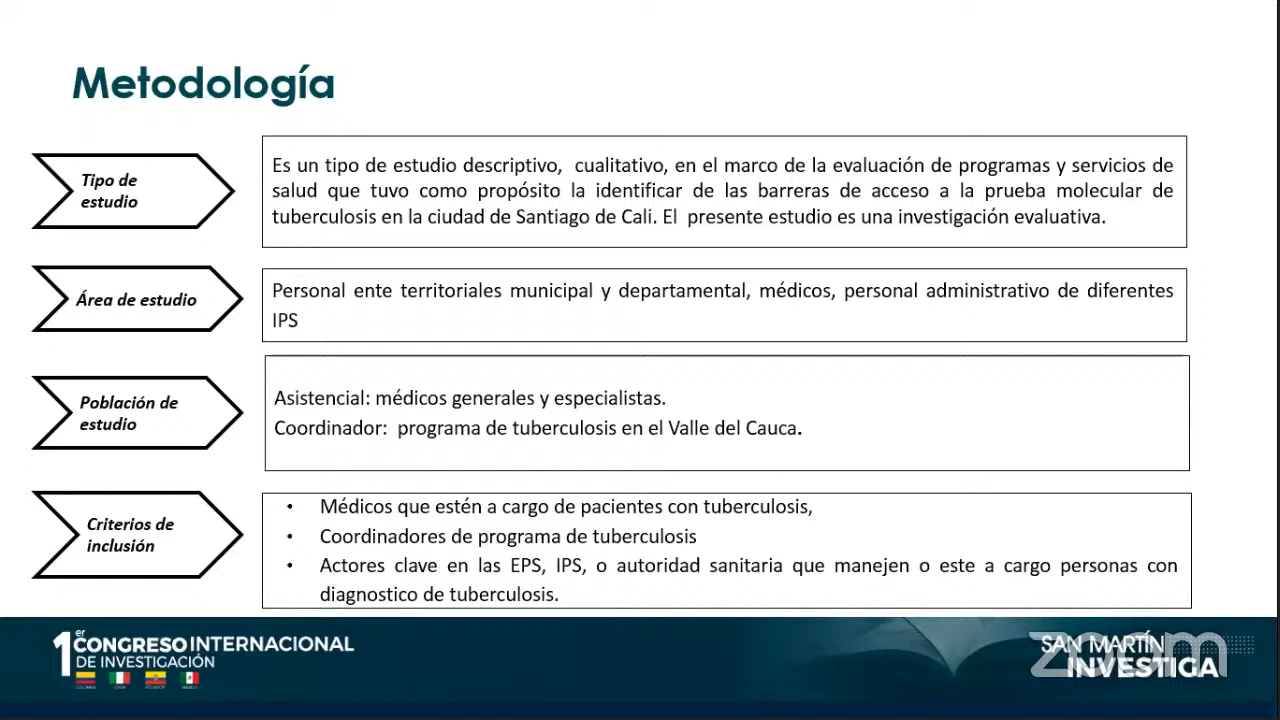 Metodología
Tipo de
estudio
Es un tipo de estudio descriptivo, cualitativo, en el marco de la evaluación de programas y servicios de
salud que tuvo como propósito la identificar de las barreras de acceso a la prueba molecular de
tuberculosis en la ciudad de Santiago de Cali. El presente estudio es una investigación evaluativa.
Área de estudio
Personal ente territoriales municipal y departamental, médicos, personal administrativo de diferentes
IPS
Población de
estudio
Asistencial: médicos generales y especialistas.
Coordinador: programa de tuberculosis en el Valle del Cauca.
Criterios de
inclusión
• Médicos que estén a cargo de pacientes con tuberculosis,
• Coordinadores de programa de tuberculosis
• Actores clave en las EPS, IPS, o autoridad sanitaria que manejen o este a cargo personas con
diagnostico de tuberculosis.
1er CONGRESO INTERNACIONAL
DE INVESTIGACIÓN
SAN MARTÍN
INVESTIGA
zoom